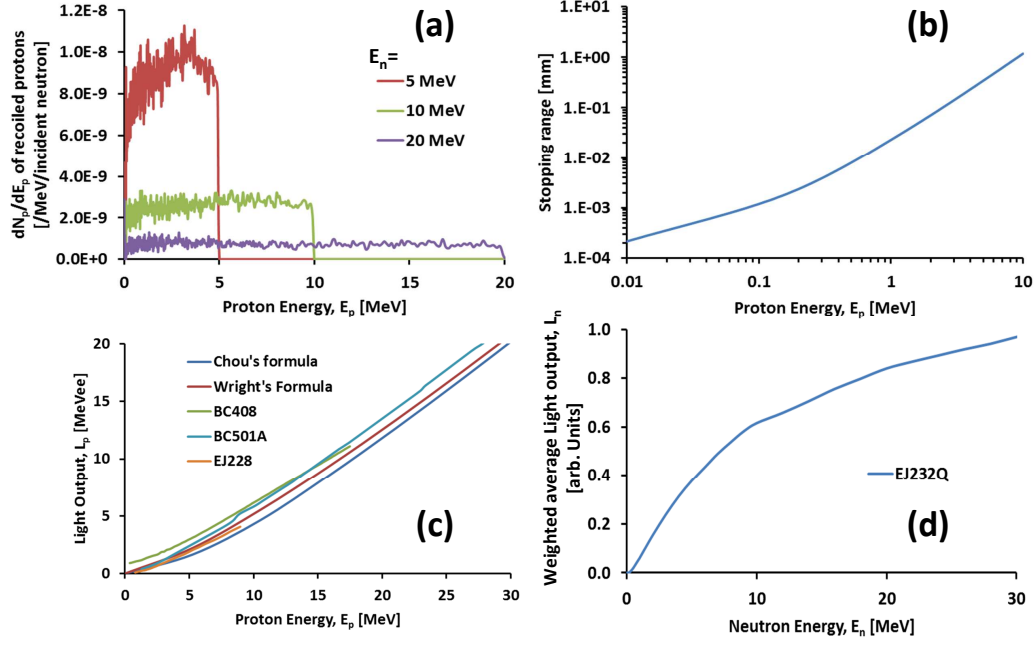 1.2E-8
1.0E-8
8.0E-9
6.0E-9
4.0E-9
2.0E-9
0.0E+0
dNp/dEp of recoiled protons
[/MeV/incident neutron]
(a)
En=
5 MeV
10 MeV
20 MeV
0 5 10 15 20
Proton Energy, Ep [MeV]
1.E+01
1.E+00
1.E-01
1.E-02
1.E-03
1.E-04
Stopping range [mm]
(b)
0.01 0.1 1 10
Proton Energy, Ep [MeV]
20
15
10
5
0
Light Output, Lp [MeVee]
Chou's formula
Wright's Formula
BC408
BC501A
EJ228
(c)
0 5 10 15 20 25 30
Proton Energy, Ep [MeV]
1.0
0.8
0.6
0.4
0.2
0.0
Weighted average Light output, Ln
[arb. Units]
EJ232Q
(d)
0 10 20 30
Neutron Energy, En [MeV]